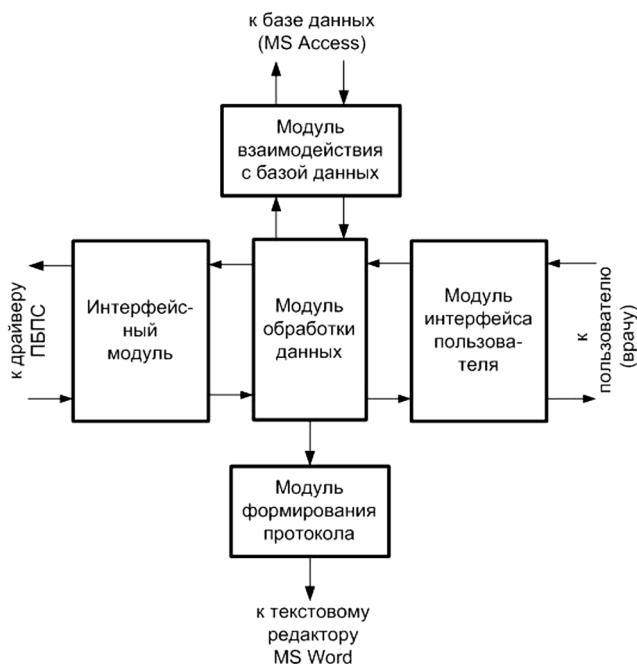 к базе данных
(MS Access)
Модуль
взаимодействия
с базой данных
к драйверу
ПБПС
Интерфейс-
ный
модуль
Модуль
обработки
данных
Модуль
интерфейса
пользова-
теля
к
пользователю
(врачу)
Модуль
формирования
протокола
к текстовому
редактору
MS Word